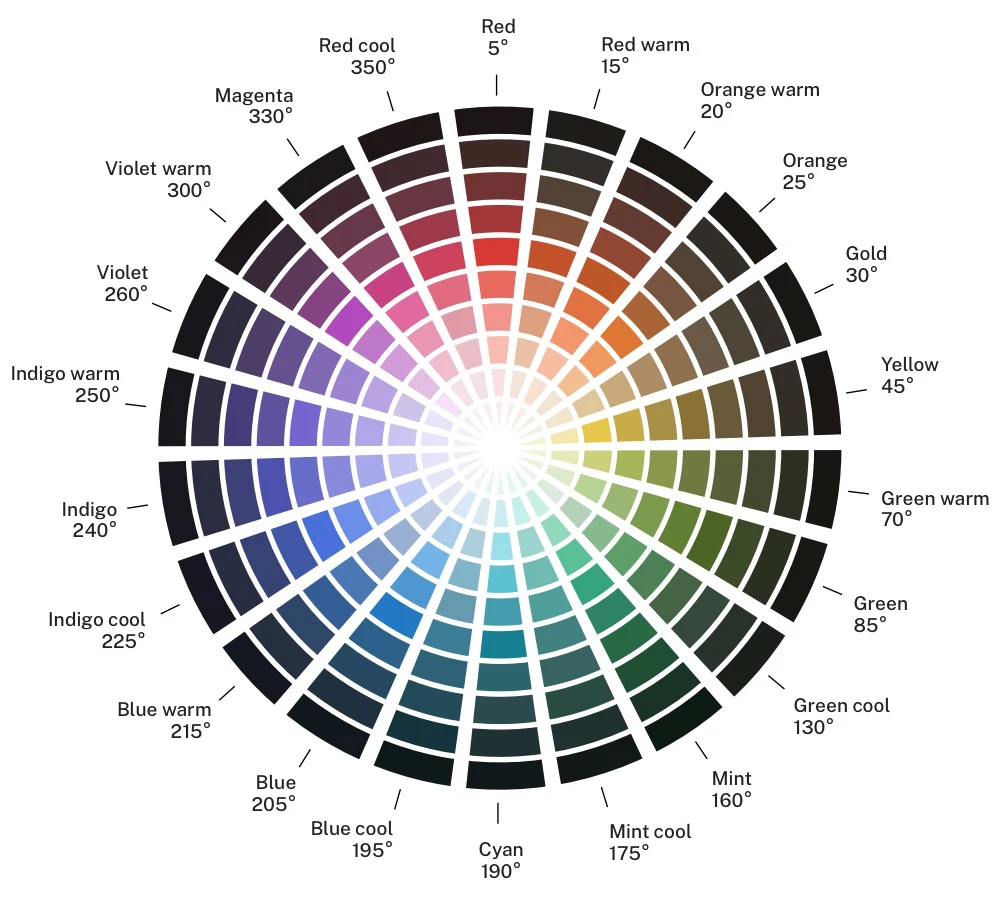 Red
5°
Red warm
15°
Orange warm
20°
Orange
25°
Gold
30°
Yellow
45°
Green warm
70°
Green
85°
Green cool
130°
Mint
160°
Mint cool
175°
Cyan
190°
Blue cool
195°
Blue
205°
Blue warm
215°
Indigo cool
225°
Indigo
240°
Indigo warm
250°
Violet
260°
Violet warm
300°
Magenta
330°
Red cool
350°